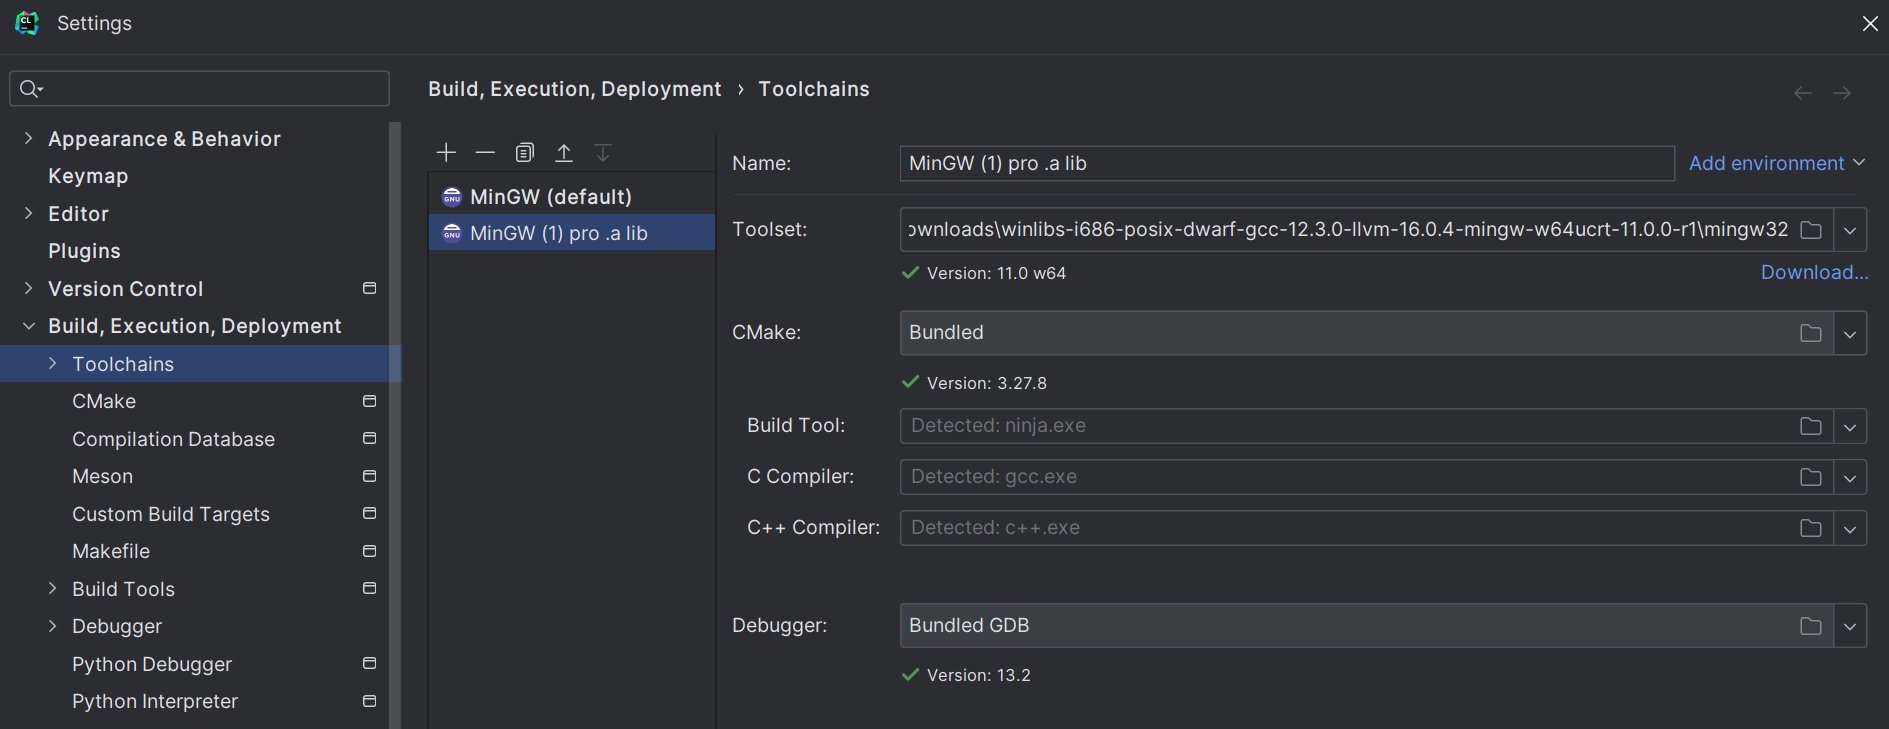 Settings
Appearance & Behavior
Keymap
Editor
Plugins
Version Control
Build, Execution, Deployment
Toolchains
CMake
Compilation Database
Meson
Custom Build Targets
Makefile
Build Tools
Debugger
Python Debugger
Python Interpreter
Build, Execution, Deployment › Toolchains
MinGW (default)
MinGW (1) pro .a lib
Name: MinGW (1) pro .a lib Add environment
Toolset: ownloads\winlibs-i686-posix-dwarf-gcc-12.3.0-llvm-16.0.4-mingw-w64ucrt-11.0.0-r1\mingw32
Version: 11.0 w64 Download...
CMake: Bundled
Version: 3.27.8
Build Tool: Detected: ninja.exe
C Compiler: Detected: gcc.exe
C++ Compiler: Detected: c++.exe
Debugger: Bundled GDB
Version: 13.2